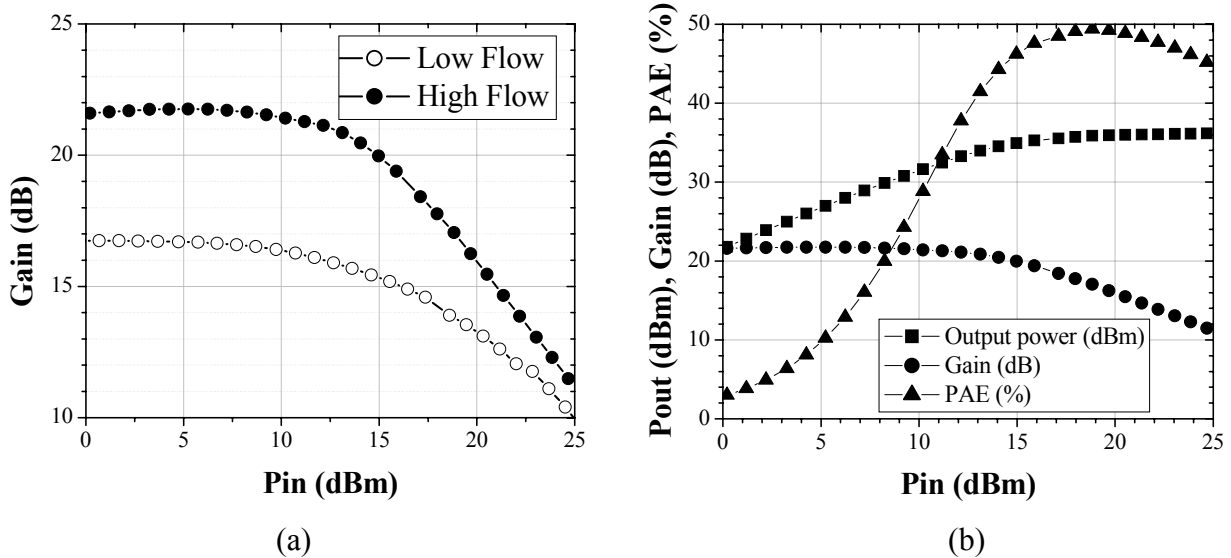 25
20
15
10
Gain (dB)
Low Flow
High Flow
0 5 10 15 20 25
Pin (dBm)
(a)
50
40
30
20
10
0
Pout (dBm), Gain (dB), PAE (%)
Output power (dBm)
Gain (dB)
PAE (%)
0 5 10 15 20 25
Pin (dBm)
(b)